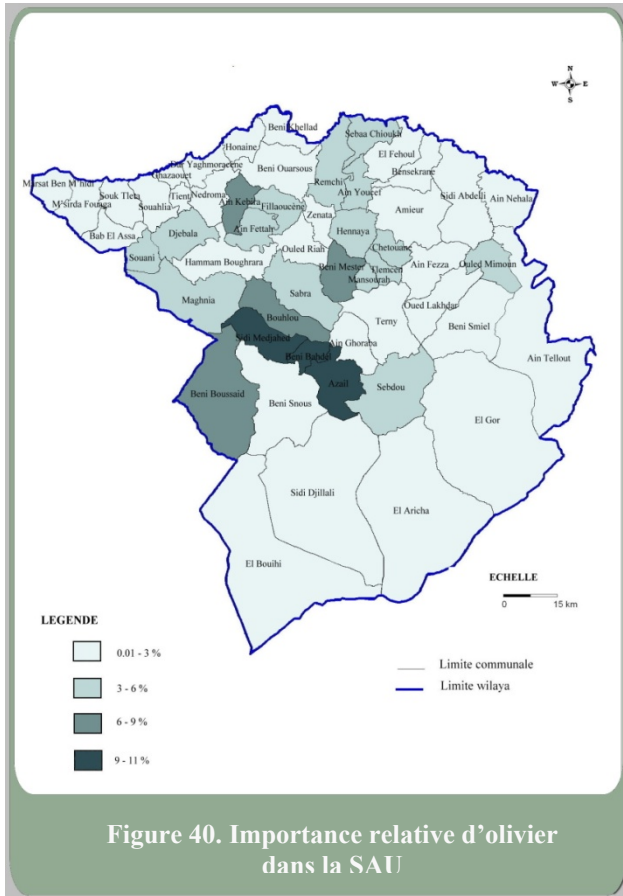 N
W E
S
Beni Khellad
Sebaa Chioukh
Honaine
El Fehoul
Dar Yaghmoracene
Beni Ouarsous
Bensekrane
Ghazaouet
Remchi
Marsat Ben M'hidi
Ain Youcef
Souk Tleta
Tient
Nedroma
Sidi Abdelli
Ain Nehala
M'Sirda Fouaga
Souahlia
Ain Kebira
Fillaoucène
Zenata
Amieur
Bab El Assa
Djebala
Ain Fettah
Hennaya
Souani
Ouled Riah
Chetouane
Hammam Boughrara
Beni Mester
Tlemcen
Ain Fezza
Ouled Mimoun
Mansourah
Maghnia
Sabra
Oued Lakhdar
Bouhlou
Terny
Beni Smiel
Sidi Medjahed
Ain Ghoraba
Beni Bahdel
Ain Tellout
Beni Boussaid
Azail
Sebdou
Beni Snous
El Gor
Sidi Djillali
El Aricha
El Bouihi
ECHELLE
0 15 km
LEGENDE
0.01 - 3 %
3 - 6 %
6 - 9 %
9 - 11 %
Limite communale
Limite wilaya
Figure 40. Importance relative d'olivier
dans la SAU